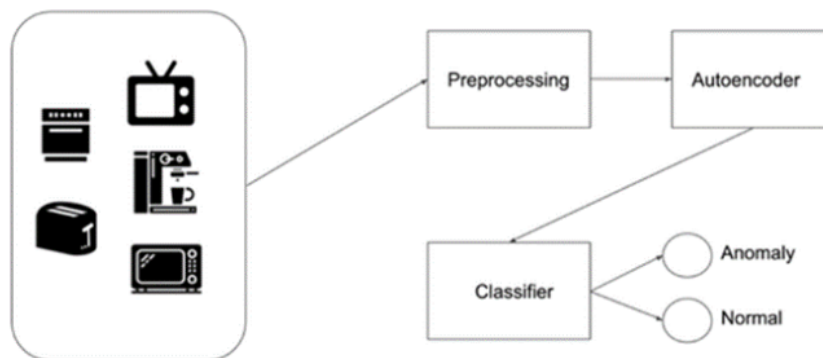 Preprocessing
Autoencoder
Classifier
Anomaly
Normal